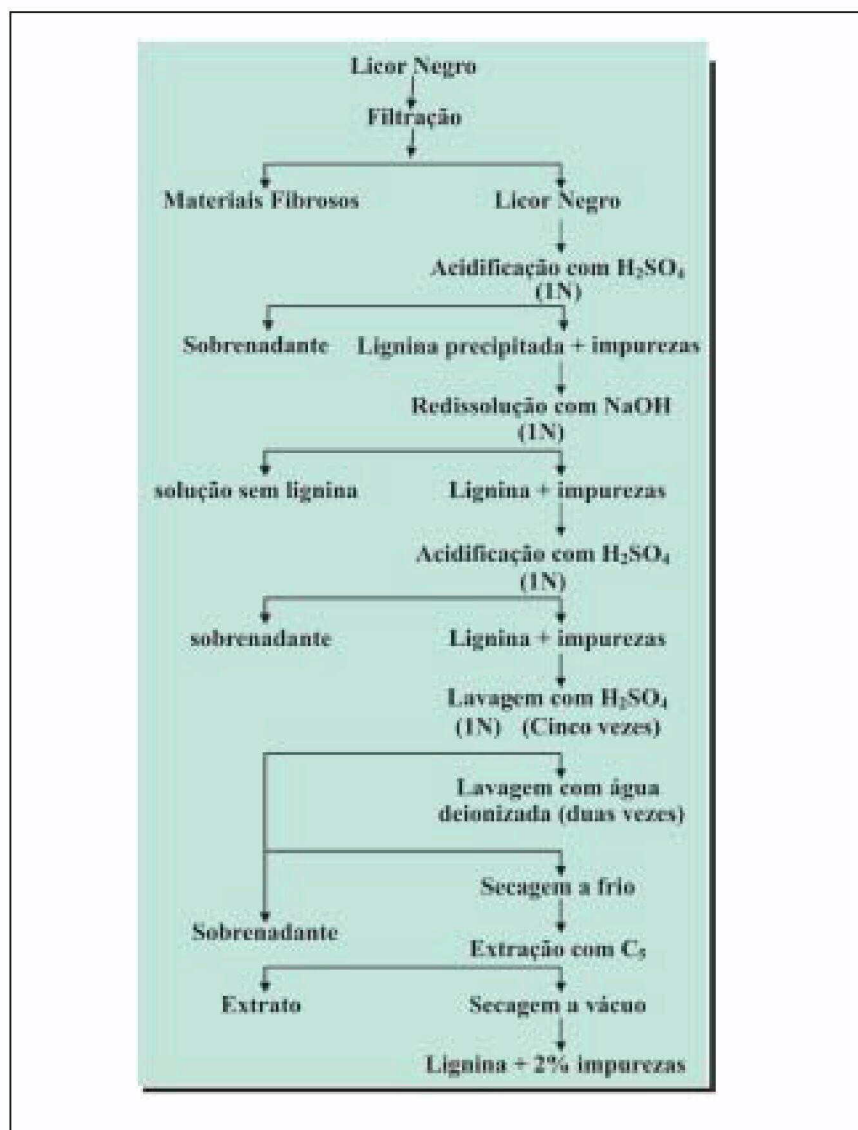 Licor Negro
Filtração
Materiais Fibrosos
Licor Negro
Acidificação com H₂SO₄
(1N)
Sobrenadante
Lignina precipitada + impurezas
Redissolução com NaOH
(1N)
solução sem lignina
Lignina + impurezas
Acidificação com H₂SO₄
(1N)
sobrenadante
Lignina + impurezas
Lavagem com H₂SO₄
(1N) (Cinco vezes)
Lavagem com água
deionizada (duas vezes)
Secagem a frio
Sobrenadante
Extração com C₅
Extrato
Secagem a vácuo
Lignina + 2% impurezas